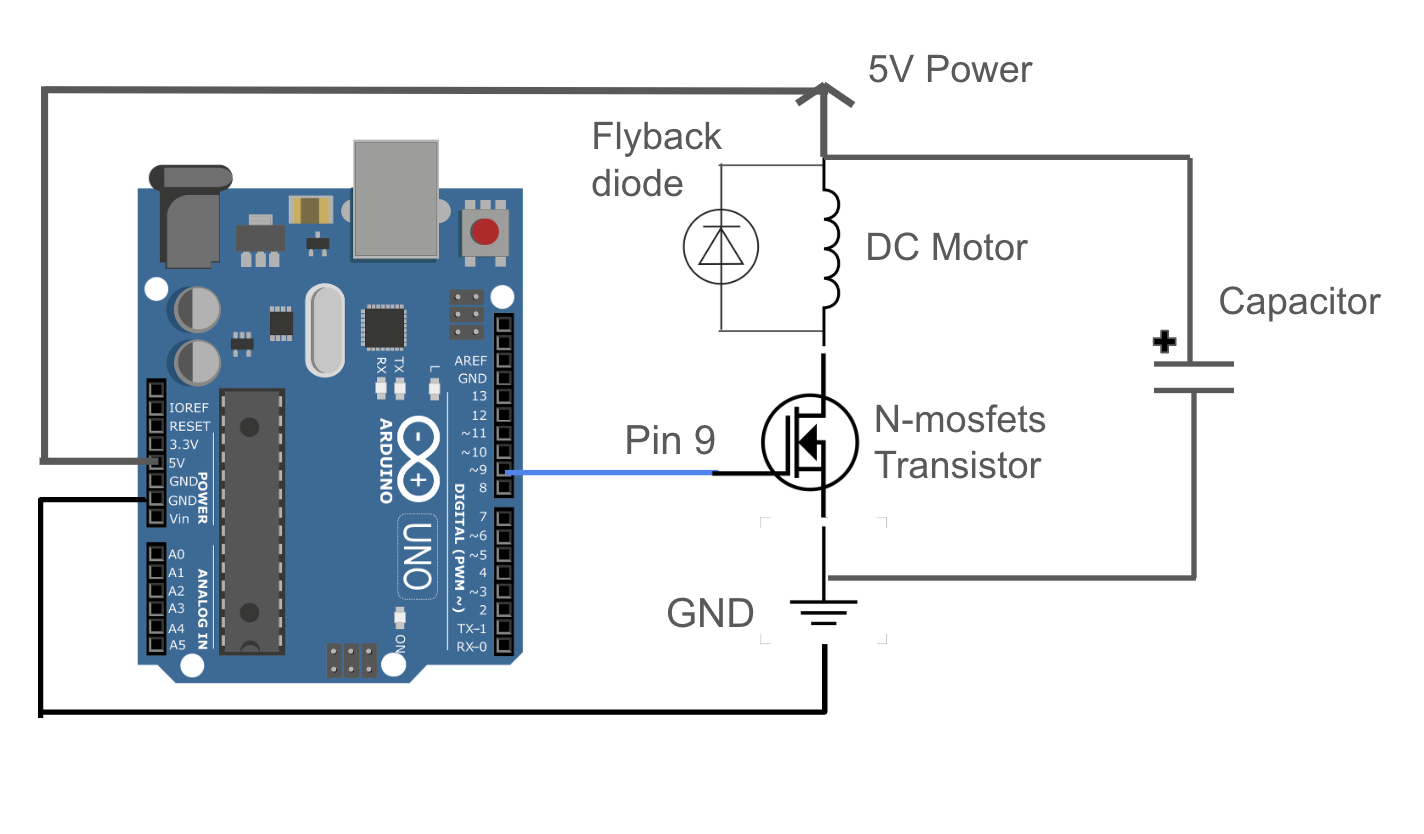 5V Power
Flyback
diode
DC Motor
Capacitor
N-mosfets
Transistor
Pin 9
GND
IOREF
RESET
3.3V
5V
GND
GND
Vin
POWER
A0
A1
A2
A3
A4
A5
ANALOG IN
RX
TX
L
ARDUINO
UNO
ON
AREF
GND
13
12
~11
~10
~9
8
7
~6
~5
4
~3
2
TX-1
RX-0
DIGITAL (PWM ~)